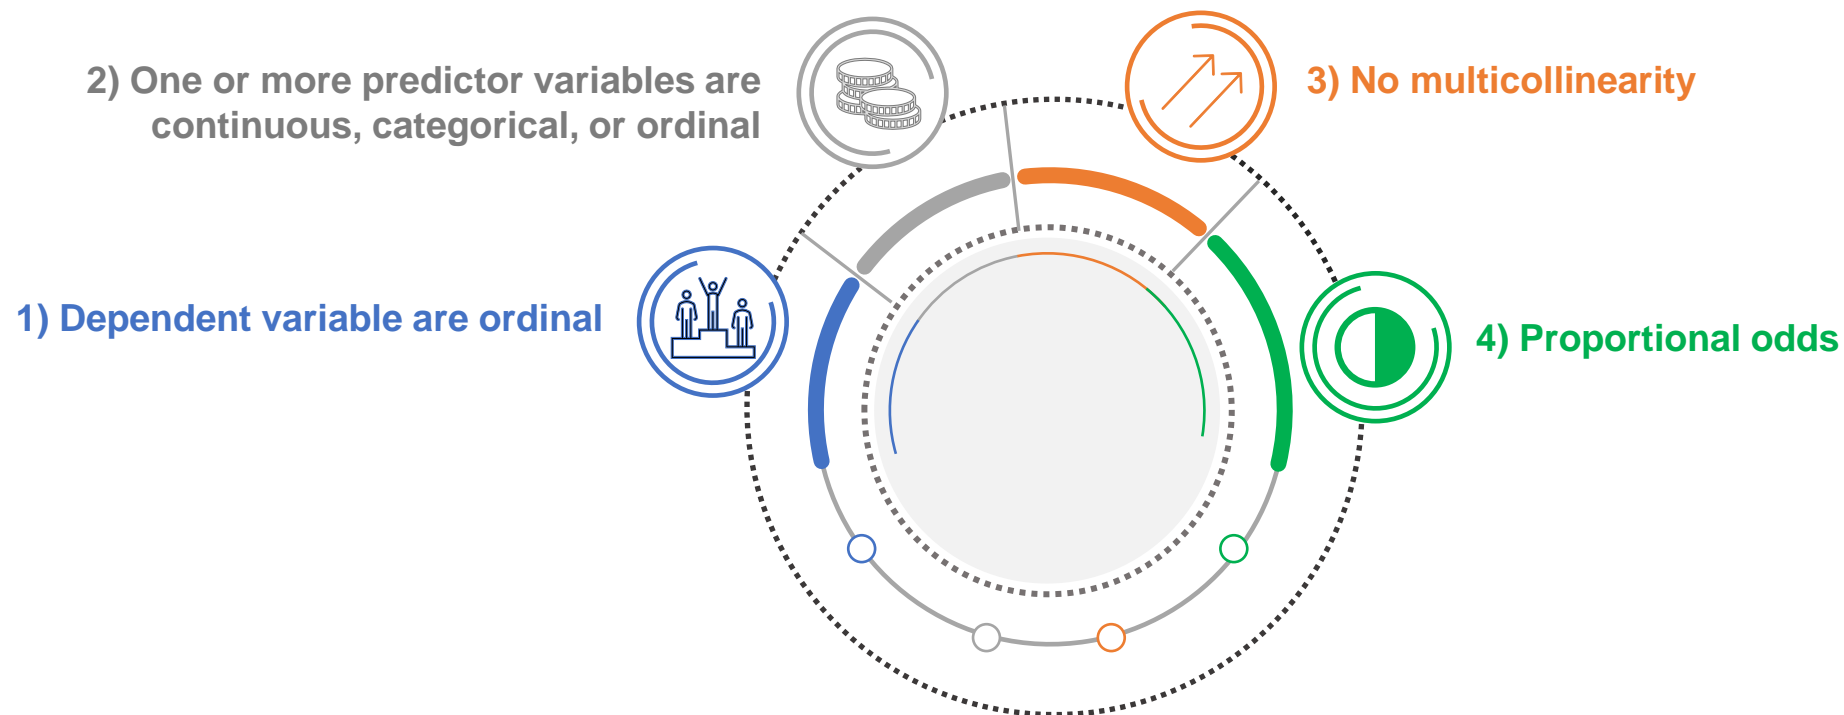 1) Dependent variable are ordinal
2) One or more predictor variables are
continuous, categorical, or ordinal
3) No multicollinearity
4) Proportional odds